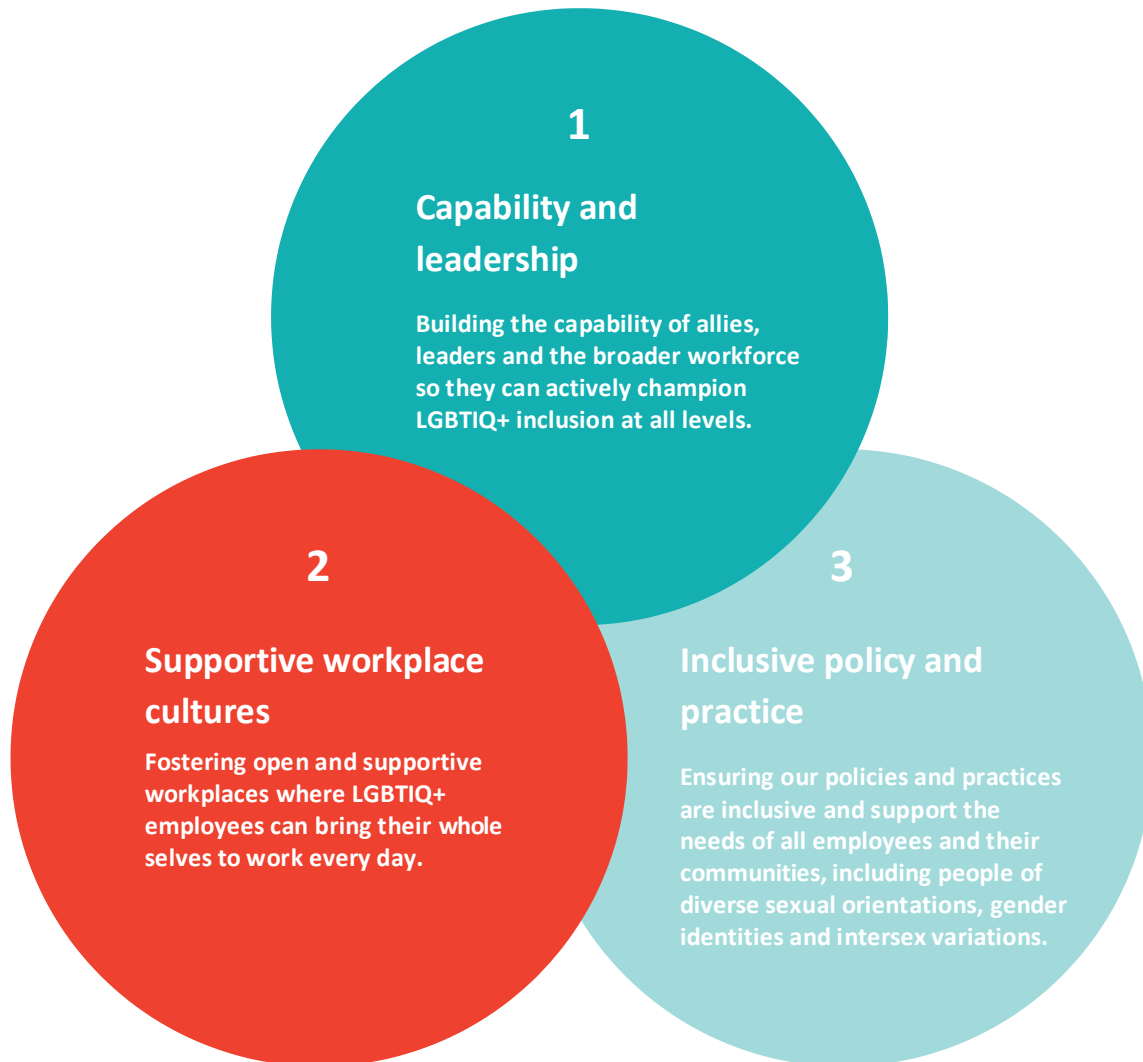 1
Capability and
leadership
Building the capability of allies,
leaders and the broader workforce
so they can actively champion
LGBTIQ+ inclusion at all levels.
2
Supportive workplace
cultures
Fostering open and supportive
workplaces where LGBTIQ+
employees can bring their whole
selves to work every day.
3
Inclusive policy and
practice
Ensuring our policies and practices
are inclusive and support the
needs of all employees and their
communities, including people of
diverse sexual orientations, gender
identities and intersex variations.